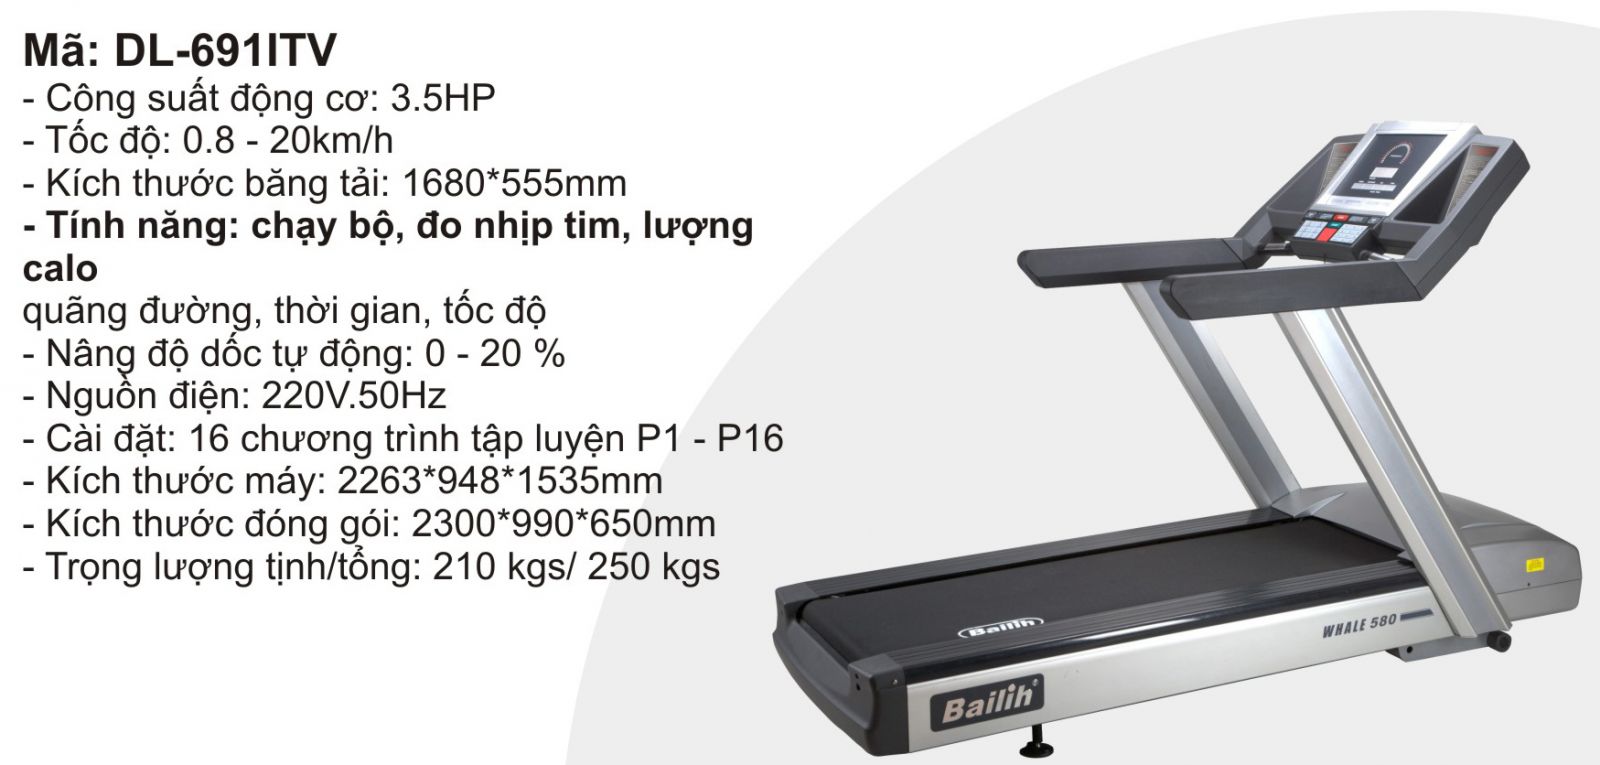 Mã: DL-691ITV
- Công suất động cơ: 3.5HP
- Tốc độ: 0.8 - 20km/h
- Kích thước băng tải: 1680*555mm
- Tính năng: chạy bộ, đo nhịp tim, lượng
calo
quãng đường, thời gian, tốc độ
- Nâng độ dốc tự động: 0 - 20 %
- Nguồn điện: 220V.50Hz
- Cài đặt: 16 chương trình tập luyện P1 - P16
- Kích thước máy: 2263*948*1535mm
- Kích thước đóng gói: 2300*990*650mm
- Trọng lượng tịnh/tổng: 210 kgs/ 250 kgs
Bailih
WHALE 580
Bailih®